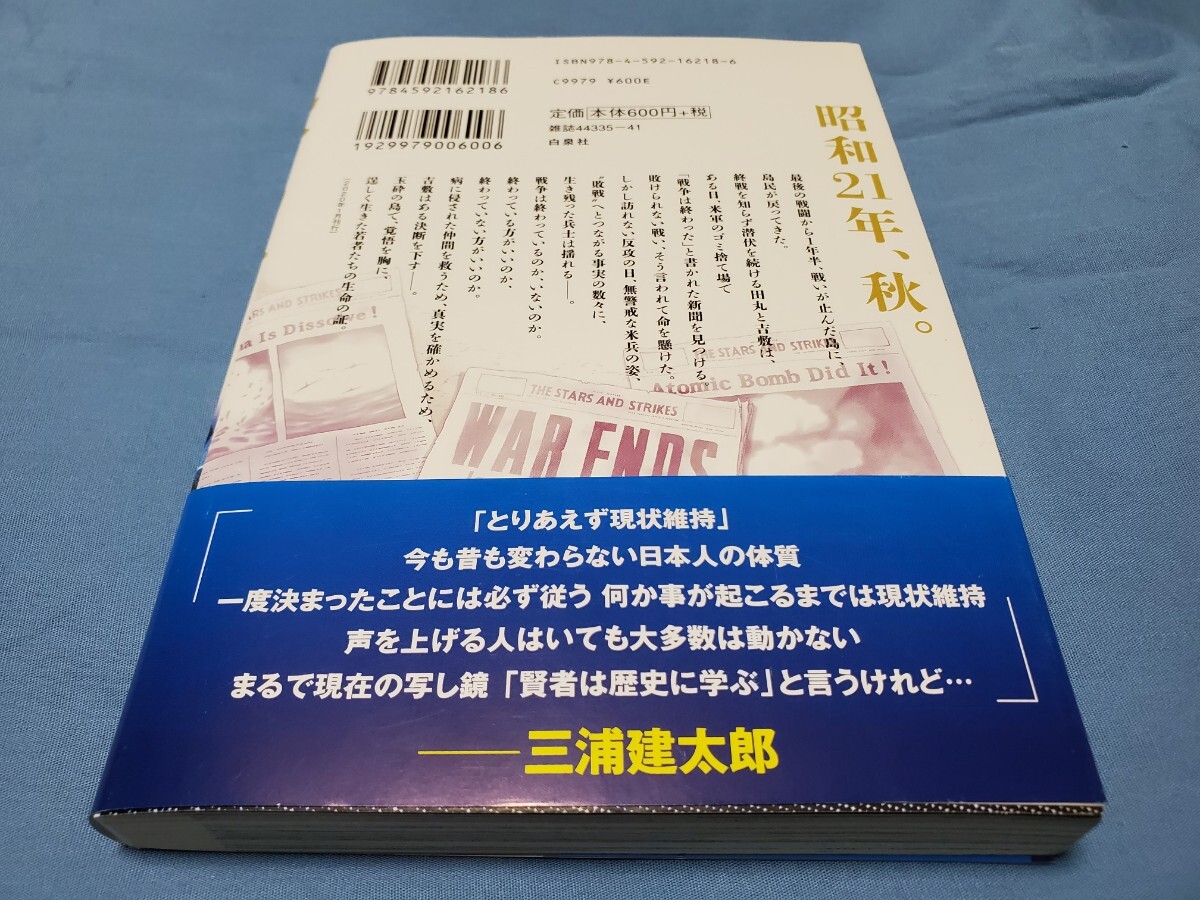 ISBN978-4-592-16218-6
C9979 ¥600E
9784592162186
定価 本体600円+税
雑誌44335-41
白泉社
1929979006006
昭和21年、秋。
最後の戦闘から1年半、戦いが止んだ島に、
島民が戻ってきた。
終戦を知らず潜伏を続ける田丸と吉敷は、
ある日、米軍のゴミ捨て場で
「戦争は終わった」と書かれた新聞を見つける。
敗けられない戦い、そう言われて命を懸けた。
しかし訪れない反攻の日、無警戒な米兵の姿、
“敗戦”へとつながる事実の数々に、
生き残った兵士は揺れる──。
戦争は終わっているのか、いないのか。
終わっている方がいいのか、
終わっていない方がいいのか。
病に侵された仲間を救うため、真実を確かめるため、
吉敷はある決断を下す──。
玉砕の島で、覚悟を胸に、
逞しく生きた若者たちの生命の証。
(2020年1月刊行)
ARS AND STRIKES
na Is Dissolve!
THE STARS AND STRIKES
WAR ENDS
THE STARS AND STRIKES
Atomic Bomb Did It!
「とりあえず現状維持」
今も昔も変わらない日本人の体質
一度決まったことには必ず従う 何か事が起こるまでは現状維持
声を上げる人はいても大多数は動かない
まるで現在の写し鏡 「賢者は歴史に学ぶ」と言うけれど…
──三浦建太郎